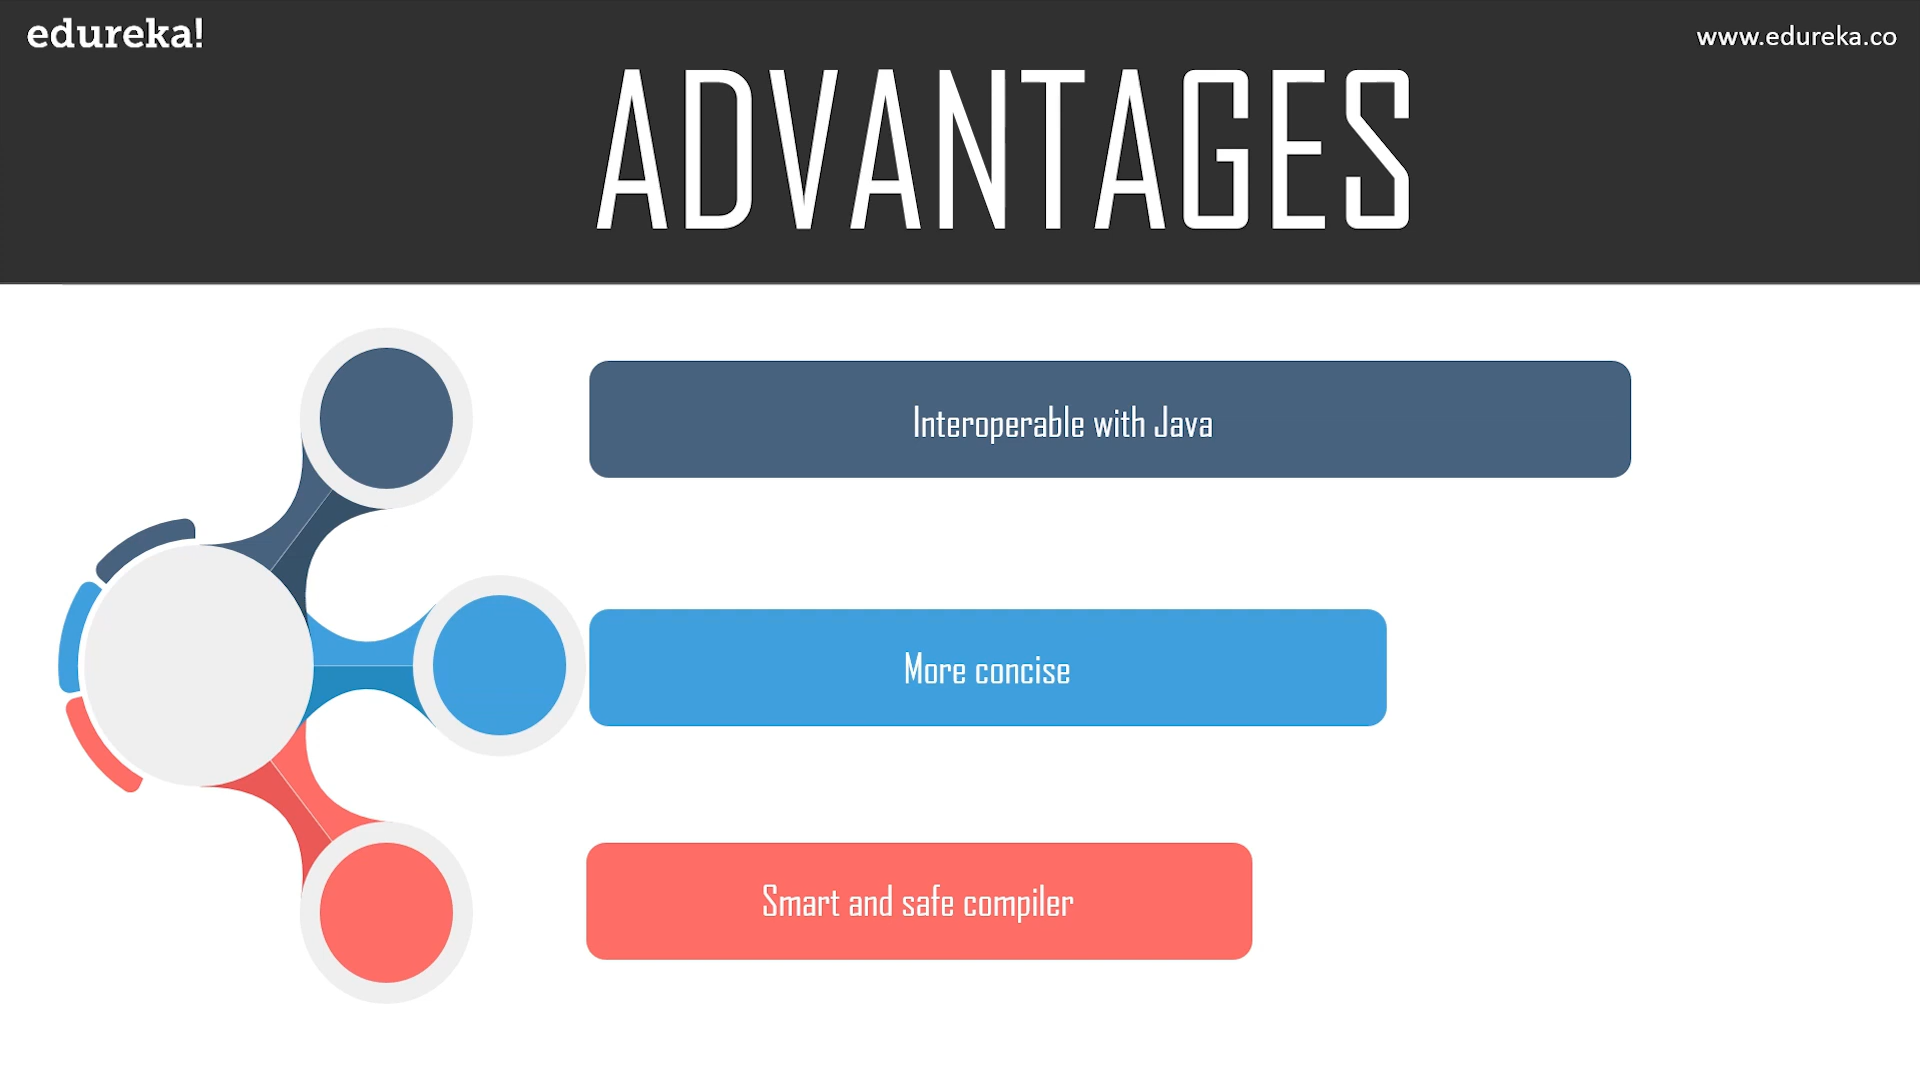 edureka!
www.edureka.co
ADVANTAGES
Interoperable with Java
More concise
Smart and safe compiler